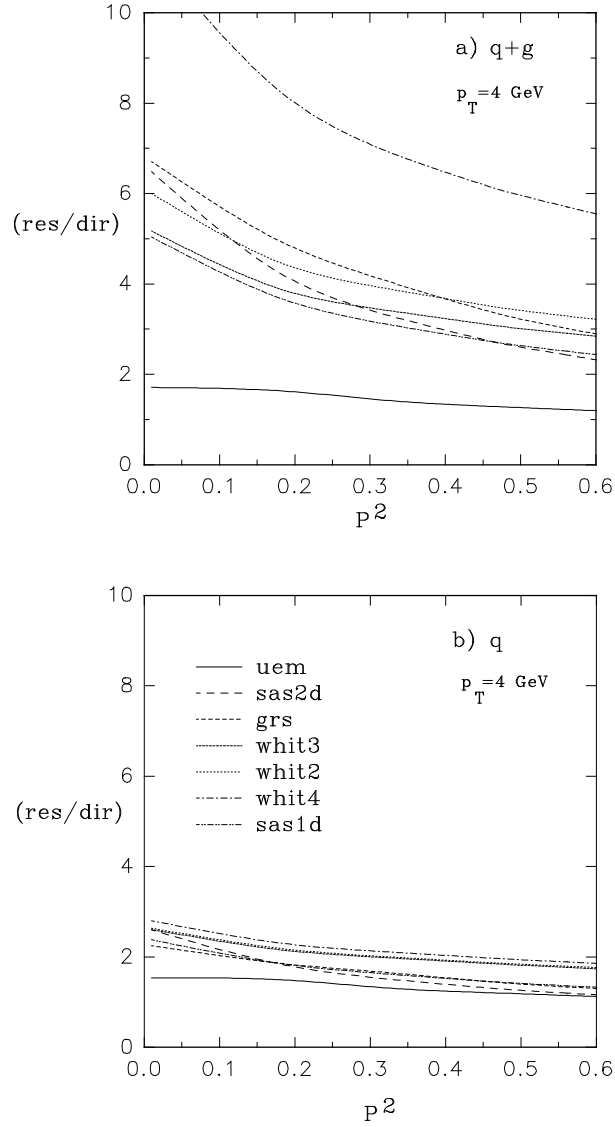 10
a) q+g
p_T=4 GeV
8
6
(res/dir)
4
2
0
0.0 0.1 0.2 0.3 0.4 0.5 0.6
P^2
10
b) q
uem
8
p_T=4 GeV
sas2d
grs
whit3
6
whit2
whit4
(res/dir)
sas1d
4
2
0
0.0 0.1 0.2 0.3 0.4 0.5 0.6
P^2